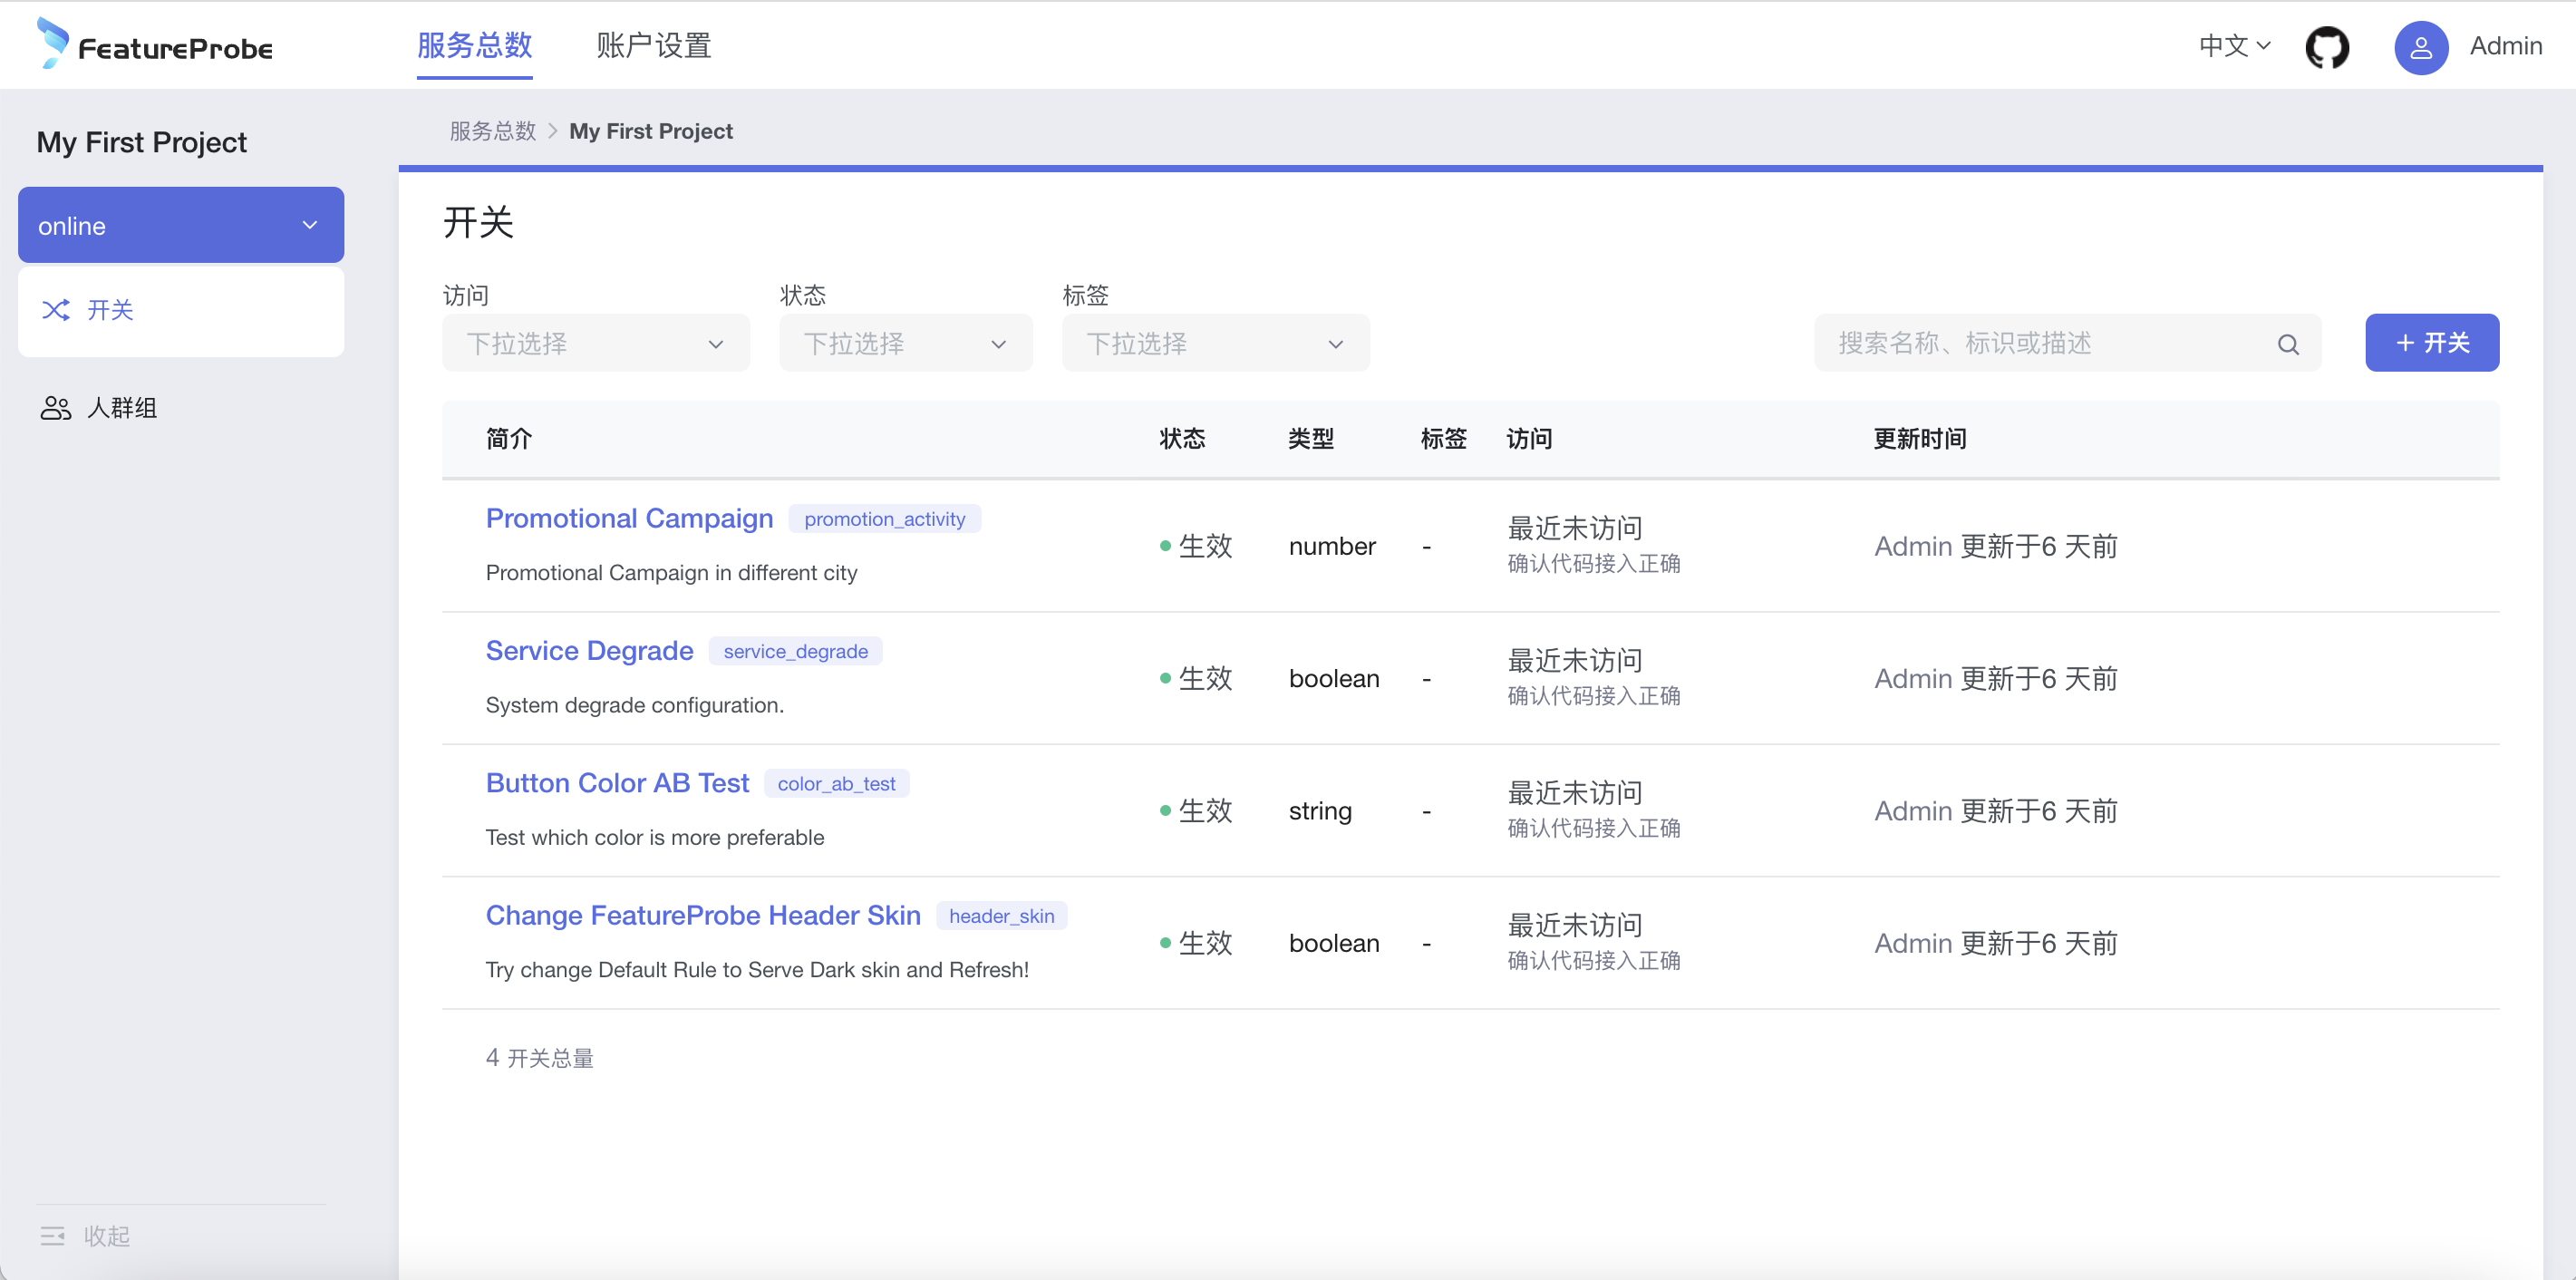 FeatureProbe
服务总数 账户设置
中文
Admin
My First Project
online
开关
人群组
收起
服务总数 > My First Project
开关
访问 状态 标签
下拉选择 下拉选择 下拉选择
搜索名称、标识或描述
+ 开关
简介 状态 类型 标签 访问 更新时间
Promotional Campaign promotion_activity
Promotional Campaign in different city
生效 number -
最近未访问
确认代码接入正确
Admin 更新于6 天前
Service Degrade service_degrade
System degrade configuration.
生效 boolean -
最近未访问
确认代码接入正确
Admin 更新于6 天前
Button Color AB Test color_ab_test
Test which color is more preferable
生效 string -
最近未访问
确认代码接入正确
Admin 更新于6 天前
Change FeatureProbe Header Skin header_skin
Try change Default Rule to Serve Dark skin and Refresh!
生效 boolean -
最近未访问
确认代码接入正确
Admin 更新于6 天前
4 开关总量